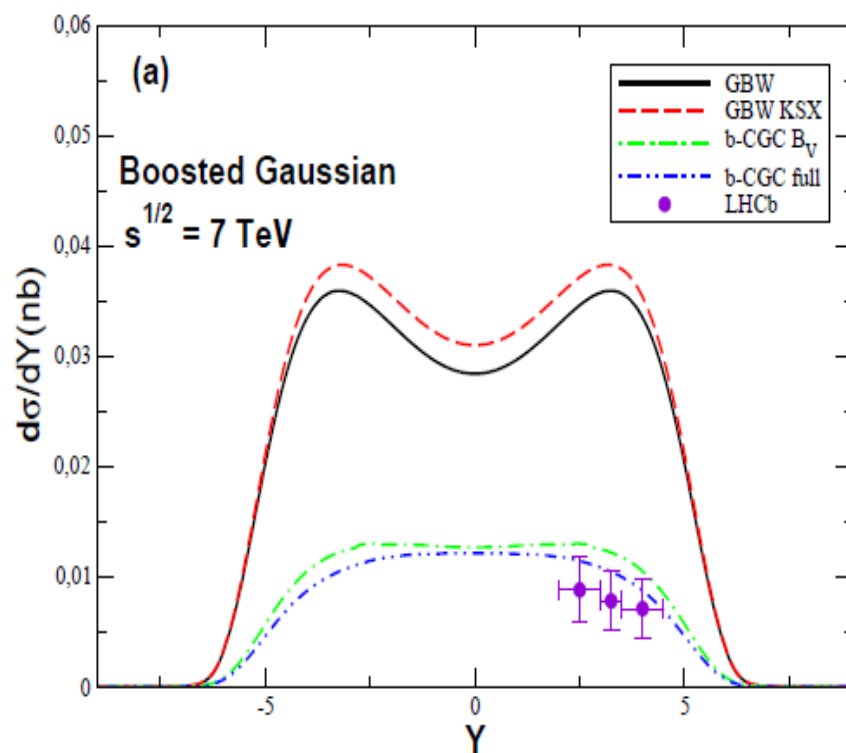 0,06
(a)
GBW
GBW KSX
b-CGC B_V
b-CGC full
LHCb
0,05
Boosted Gaussian
s^{1/2} = 7 TeV
0,04
0,03
0,02
0,01
0
dσ/dY(nb)
-5
0
5
Y